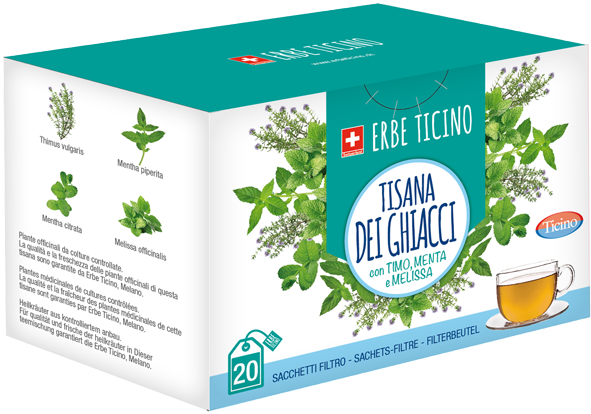 ERBE TICINO
www.erbeticino.ch
ERBE TICINO
TISANA
DEI GHIACCI
con TIMO, MENTA
e MELISSA
Ticino
20
SACCHETTI FILTRO - SACHETS-FILTRE - FILTERBEUTEL
Thimus vulgaris
Mentha piperita
Mentha citrata
Melissa officinalis
Piante officinali da colture controllate.
La qualità e la freschezza delle piante officinali di questa
tisana sono garantite da Erbe Ticino, Melano.
Plantes médicinales de cultures contrôlées.
La qualité et la fraîcheur des plantes médicinales de cette
tisane sont garanties par Erbe Ticino, Melano.
Heilkräuter aus kontrolliertem anbau.
Für qualität und frische der heilkräuter in Dieser
teemischung garantiert die Erbe Ticino, Melano.